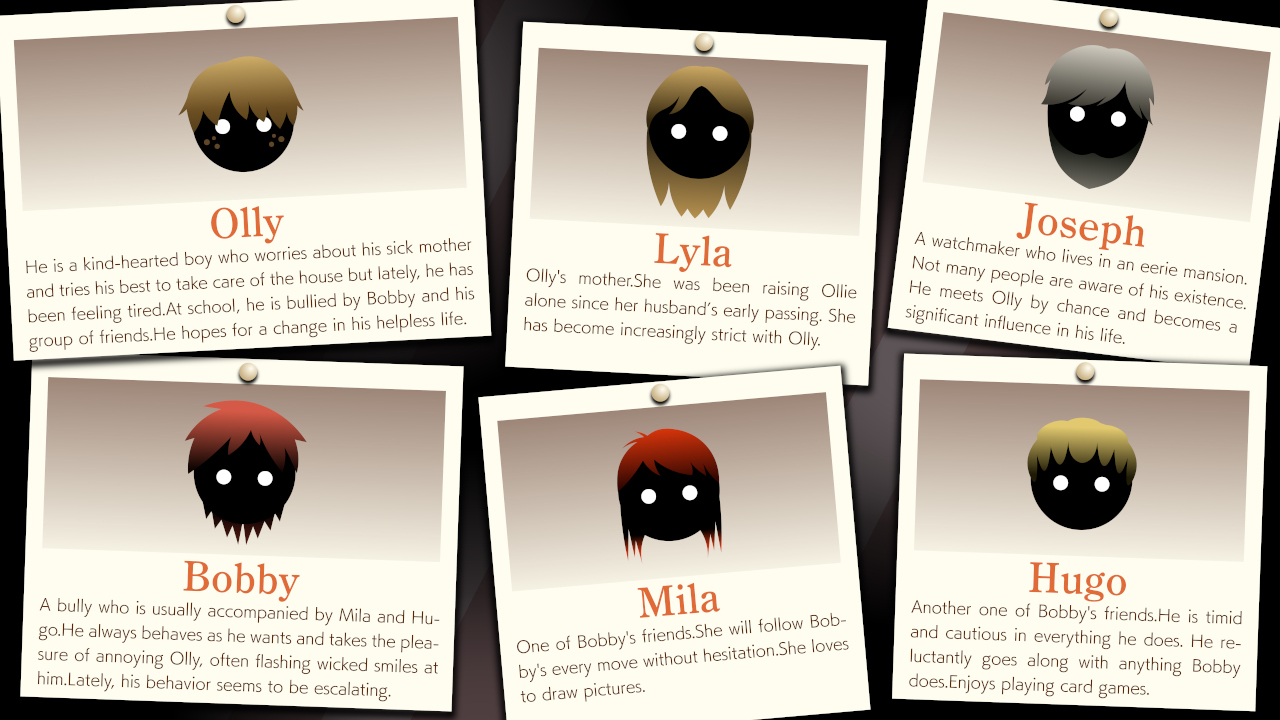 Olly
He is a kind-hearted boy who worries about his sick mother
and tries his best to take care of the house but lately, he has
been feeling tired.At school, he is bullied by Bobby and his
group of friends.He hopes for a change in his helpless life.
Lyla
Olly's mother.She was been raising Ollie
alone since her husband’s early passing. She
has become increasingly strict with Olly.
Joseph
A watchmaker who lives in an eerie mansion.
Not many people are aware of his existence.
He meets Olly by chance and becomes a
significant influence in his life.
Bobby
A bully who is usually accompanied by Mila and Hu-
go.He always behaves as he wants and takes the plea-
sure of annoying Olly, often flashing wicked smiles at
him.Lately, his behavior seems to be escalating.
Mila
One of Bobby's friends.She will follow Bob-
by's every move without hesitation.She loves
to draw pictures.
Hugo
Another one of Bobby's friends.He is timid
and cautious in everything he does. He re-
luctantly goes along with anything Bobby
does.Enjoys playing card games.